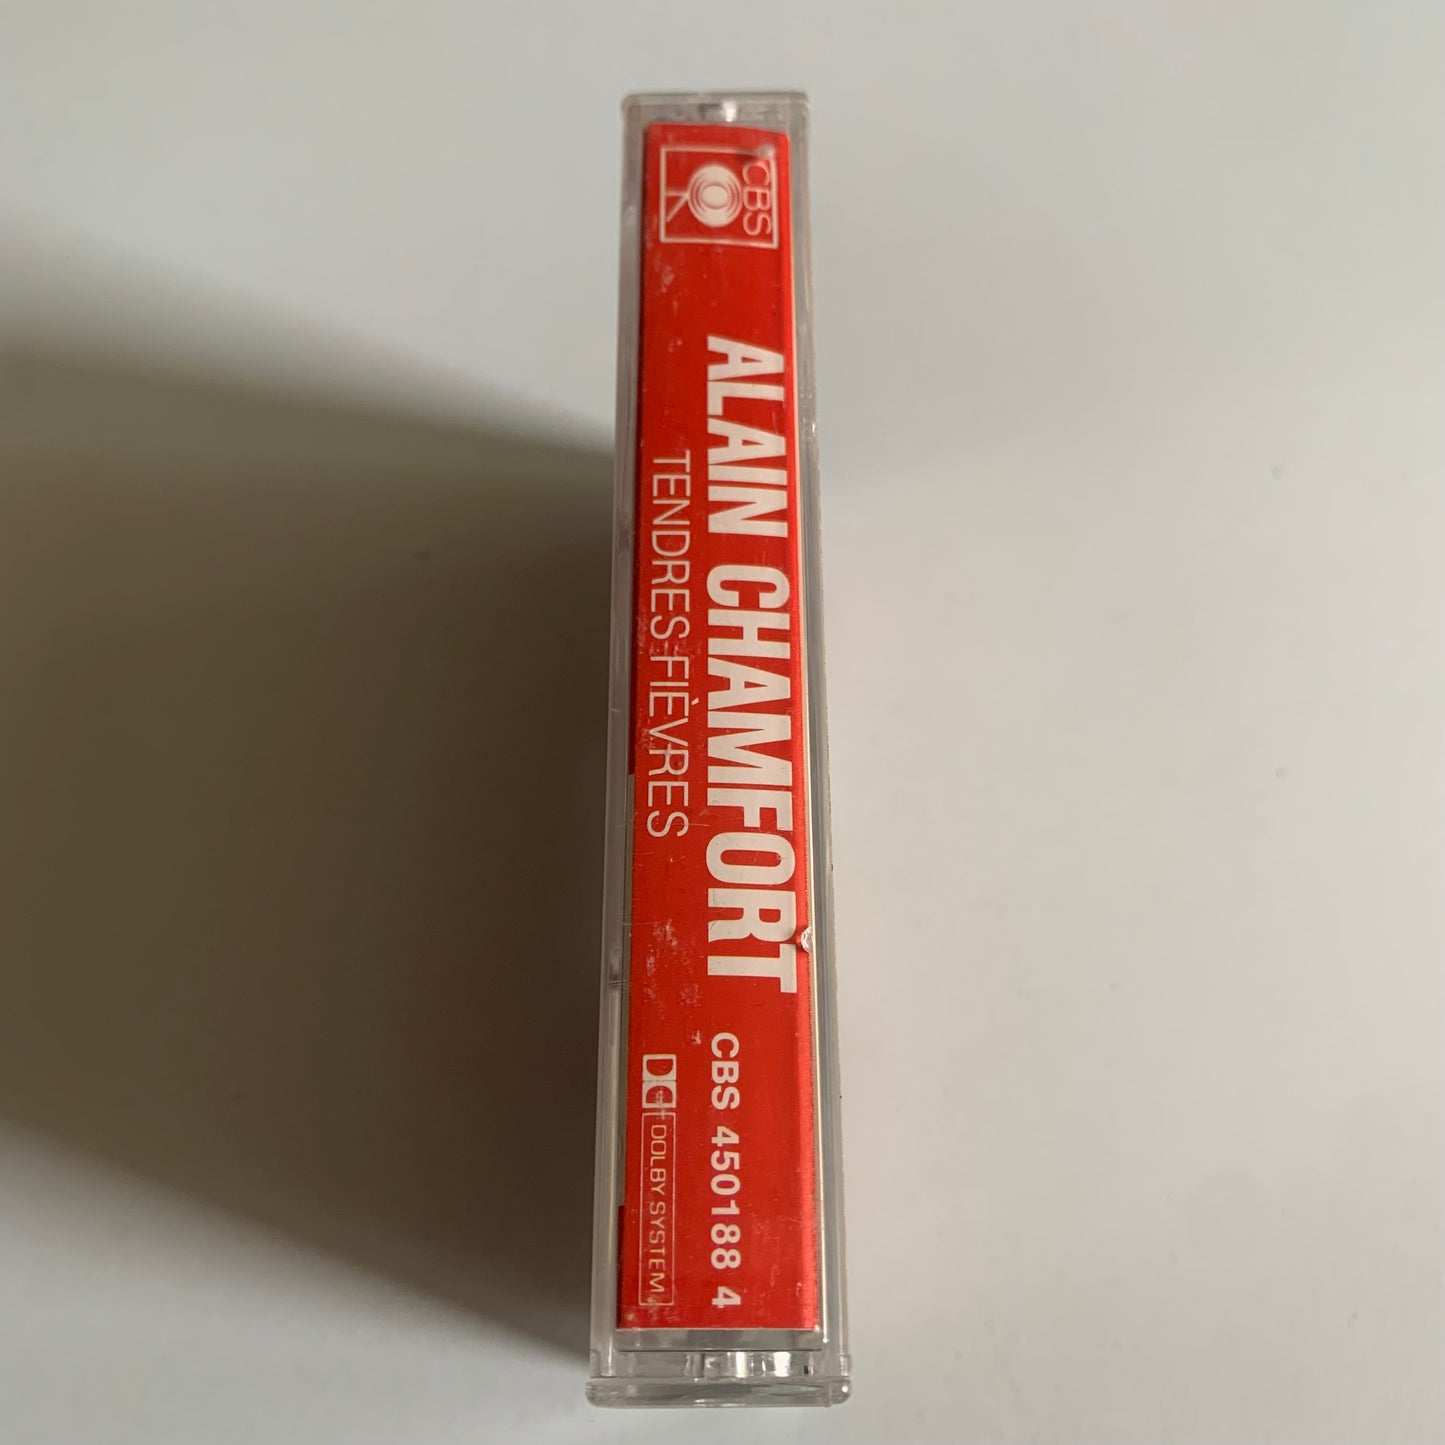 CBS
ALAIN CHAMFORT
TENDRES FIÈVRES
CBS 450188 4
DOLBY SYSTEM